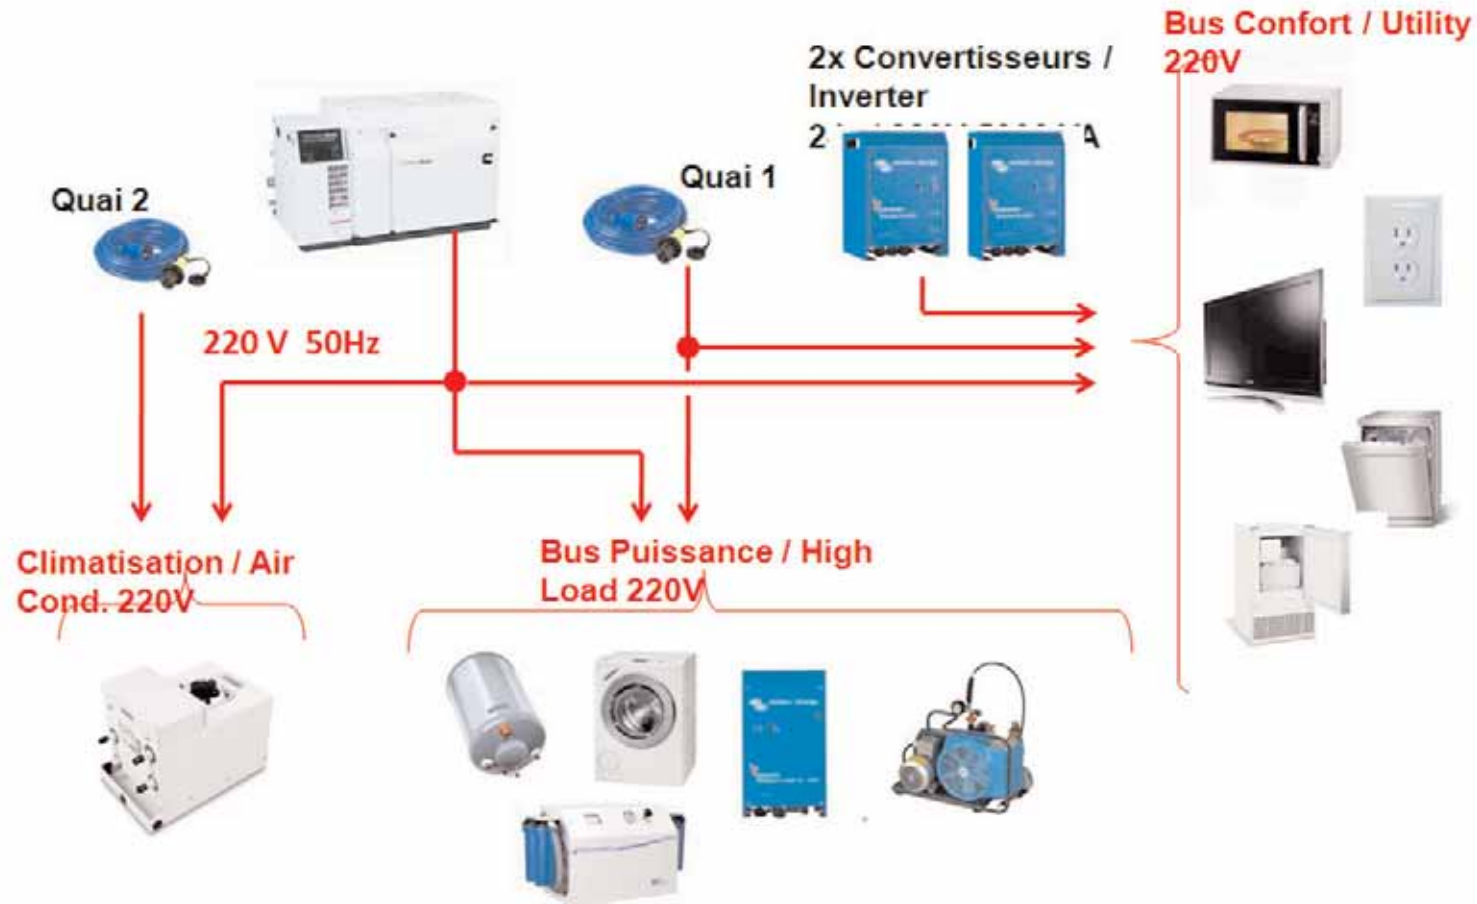 Bus Confort / Utility
220V
2x Convertisseurs /
Inverter
2
A
Quai 1
Quai 2
220 V 50Hz
Climatisation / Air
Cond. 220V
Bus Puissance / High
Load 220V